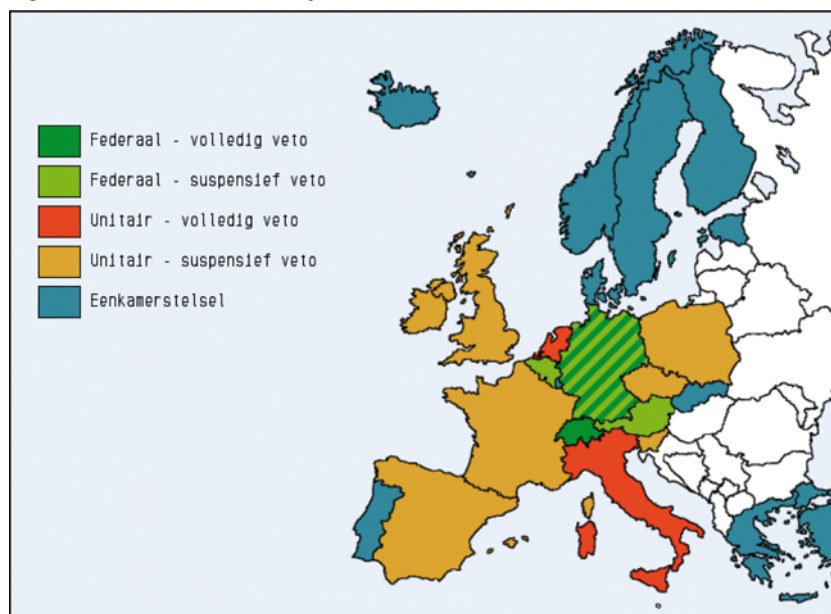 Federaal - volledig veto
Federaal - suspensief veto
Unitair - volledig veto
Unitair - suspensief veto
Eenkamerstelsel